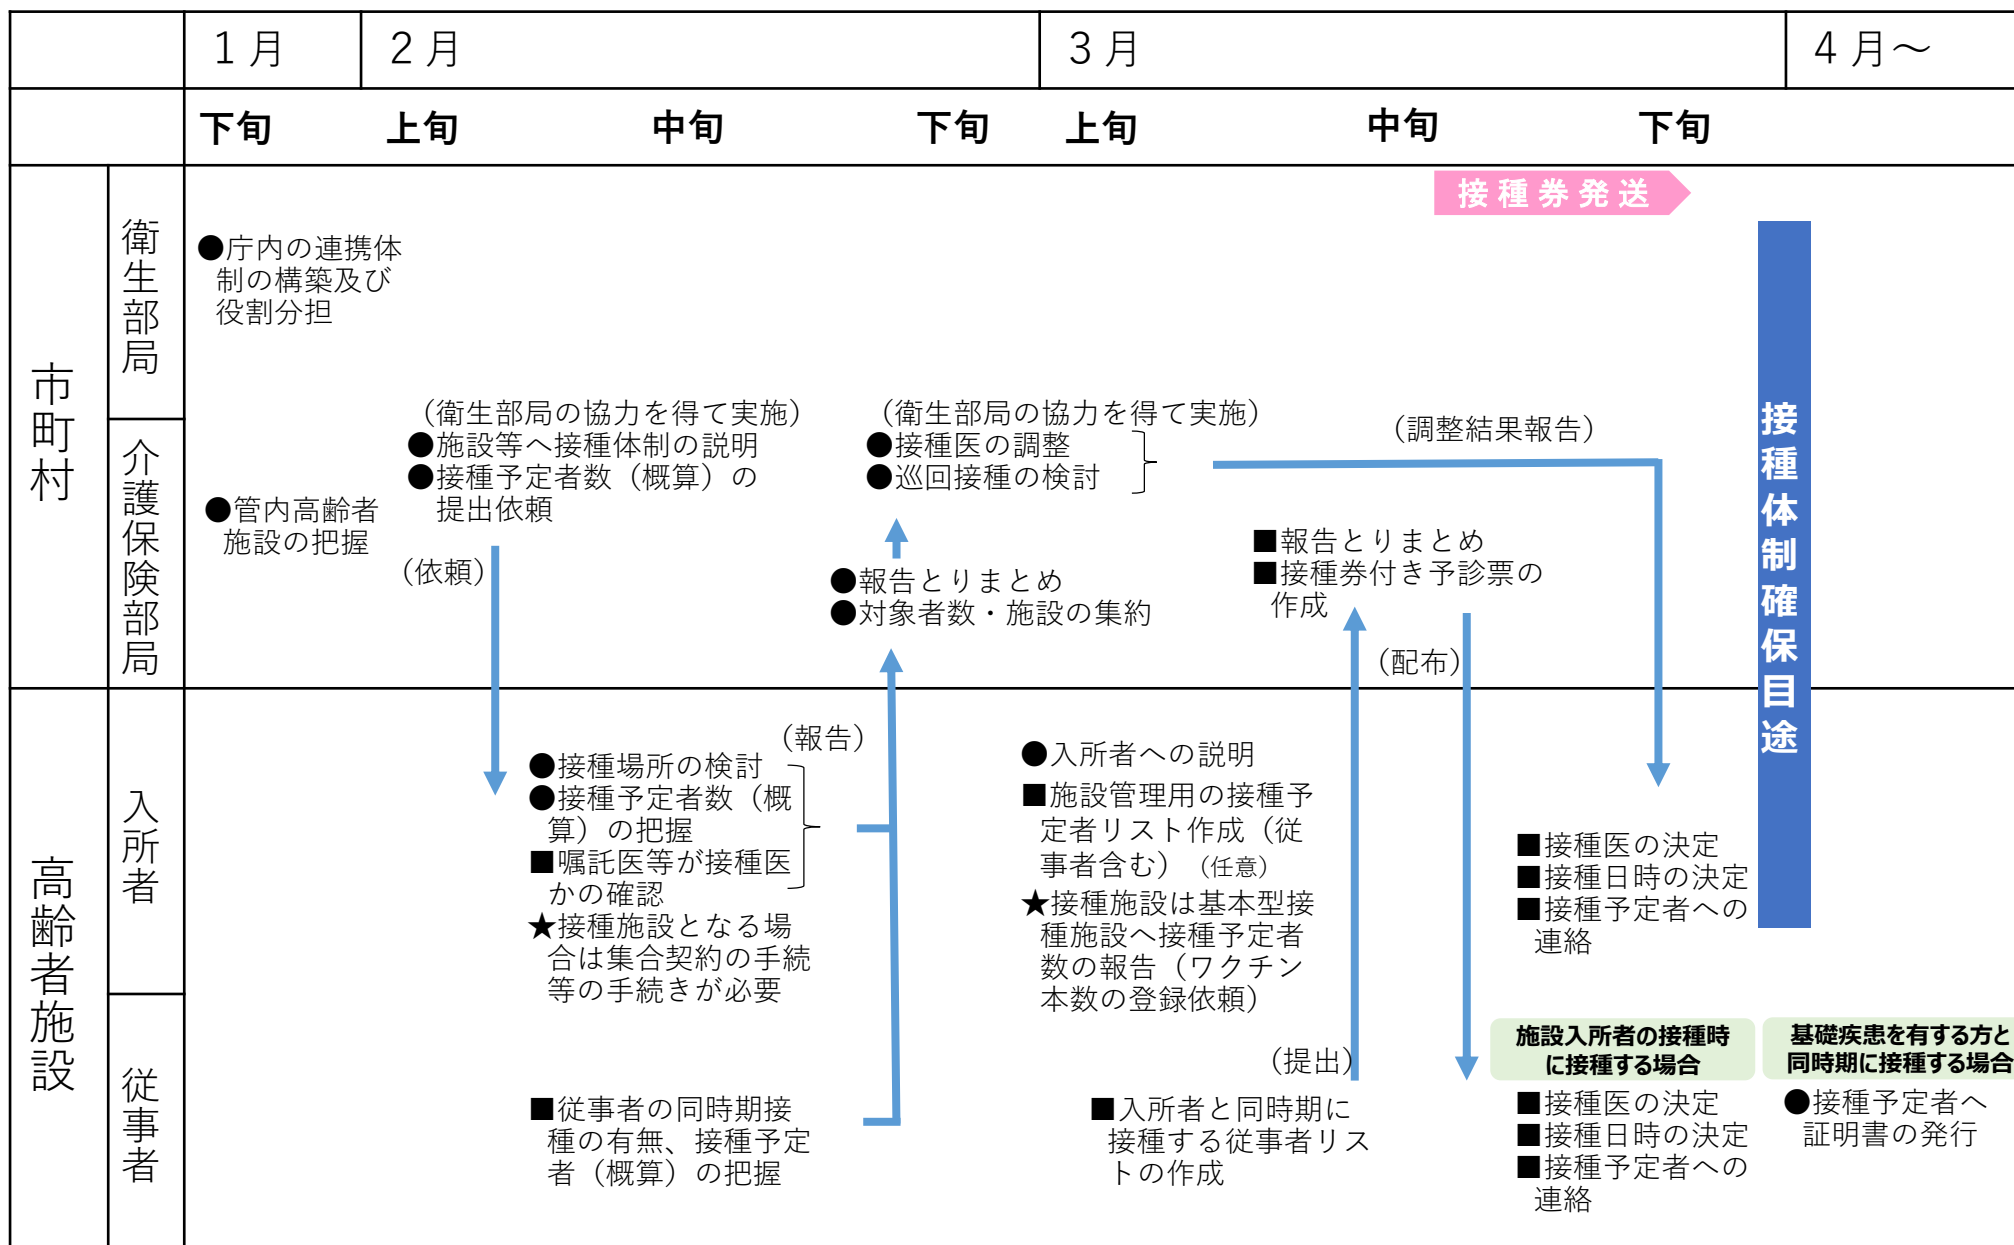 1月
2月
3月
4月～
下旬
上旬
中旬
下旬
上旬
中旬
下旬
市町村
衛生部局
介護保険部局
接種券発送
●庁内の連携体
制の構築及び
役割分担
●管内高齢者
施設の把握
（衛生部局の協力を得て実施）
●施設等へ接種体制の説明
●接種予定者数（概算）の
提出依頼
（依頼）
（衛生部局の協力を得て実施）
●接種医の調整
●巡回接種の検討
●報告とりまとめ
●対象者数・施設の集約
（調整結果報告）
■報告とりまとめ
■接種券付き予診票の
作成
（配布）
接種体制確保目途
高齢者施設
入所者
従事者
（報告）
●接種場所の検討
●接種予定者数（概
算）の把握
■嘱託医等が接種医
かの確認
★接種施設となる場
合は集合契約の手続
等の手続きが必要
●入所者への説明
■施設管理用の接種予
定者リスト作成（従
事者含む）（任意）
★接種施設は基本型接
種施設へ接種予定者
数の報告（ワクチン
本数の登録依頼）
■接種医の決定
■接種日時の決定
■接種予定者への
連絡
■従事者の同時期接
種の有無、接種予定
者（概算）の把握
（提出）
■入所者と同時期に
接種する従事者リス
トの作成
施設入所者の接種時
に接種する場合
■接種医の決定
■接種日時の決定
■接種予定者への
連絡
基礎疾患を有する方と
同時期に接種する場合
●接種予定者へ
証明書の発行